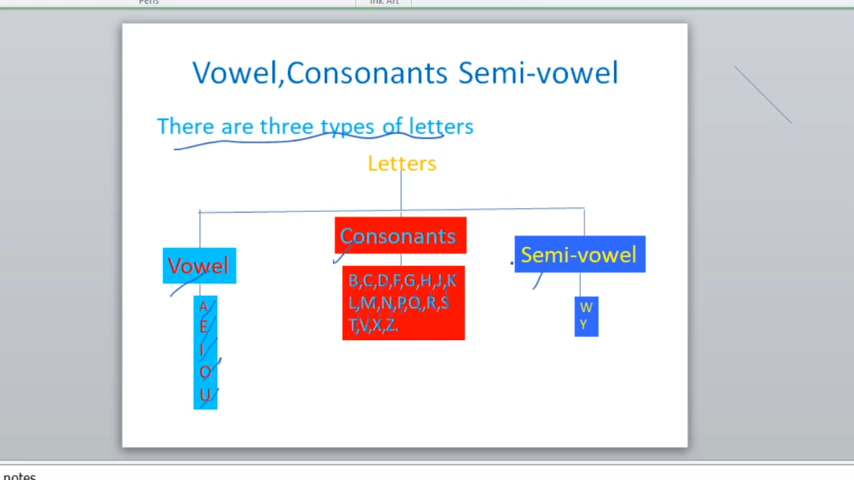 Pens
Ink Art
Vowel,Consonants Semi-vowel
There are three types of letters
Letters
Vowel
Consonants
Semi-vowel
A
E
I
O
U
B,C,D,F,G,H,J,K
L,M,N,P,Q,,R,S
T,V,X,Z.
W
Y
notes